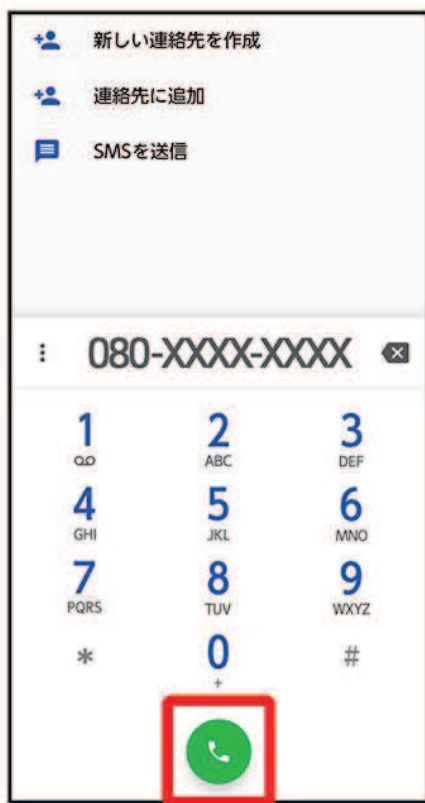 新しい連絡先を作成
連絡先に追加
SMSを送信
080-XXXX-XXXX
1 2 3
ABC DEF
4 5 6
GHI JKL MNO
7 8 9
PQRS TUV WXYZ
* 0 #
+